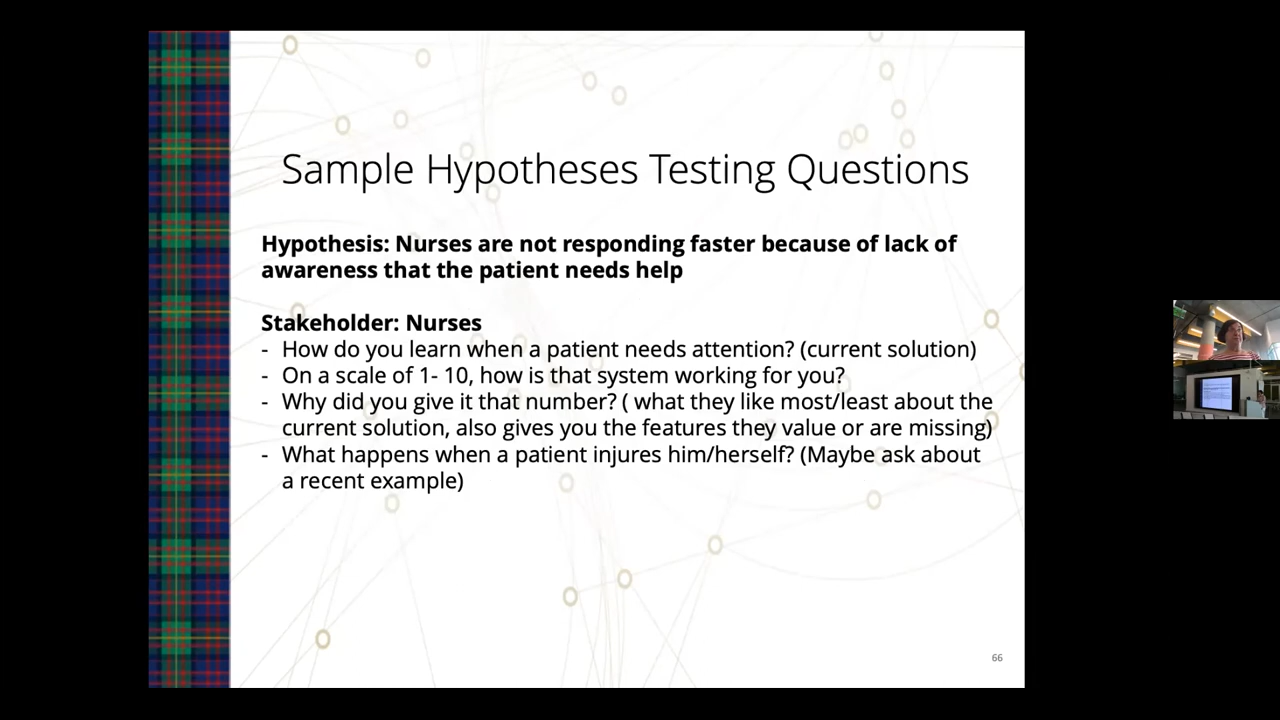 Sample Hypotheses Testing Questions
Hypothesis: Nurses are not responding faster because of lack of
awareness that the patient needs help
Stakeholder: Nurses
- How do you learn when a patient needs attention? (current solution)
- On a scale of 1- 10, how is that system working for you?
- Why did you give it that number? ( what they like most/least about the
current solution, also gives you the features they value or are missing)
- What happens when a patient injures him/herself? (Maybe ask about
a recent example)
66